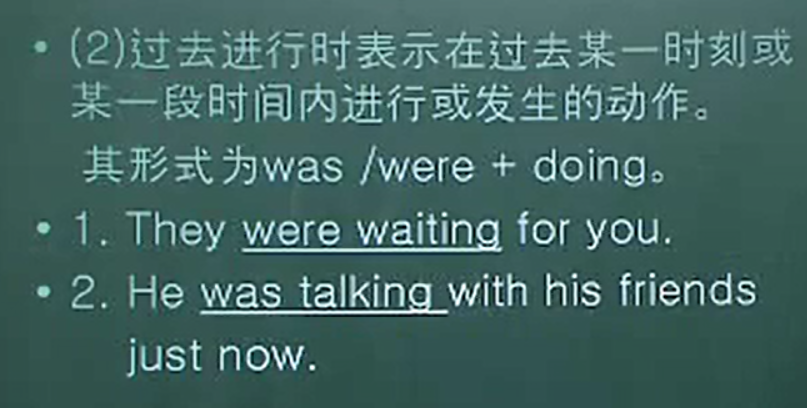 • (2)过去进行时表示在过去某一时刻或
某一段时间内进行或发生的动作。
其形式为was /were + doing。
• 1. They were waiting for you.
• 2. He was talking with his friends
just now.